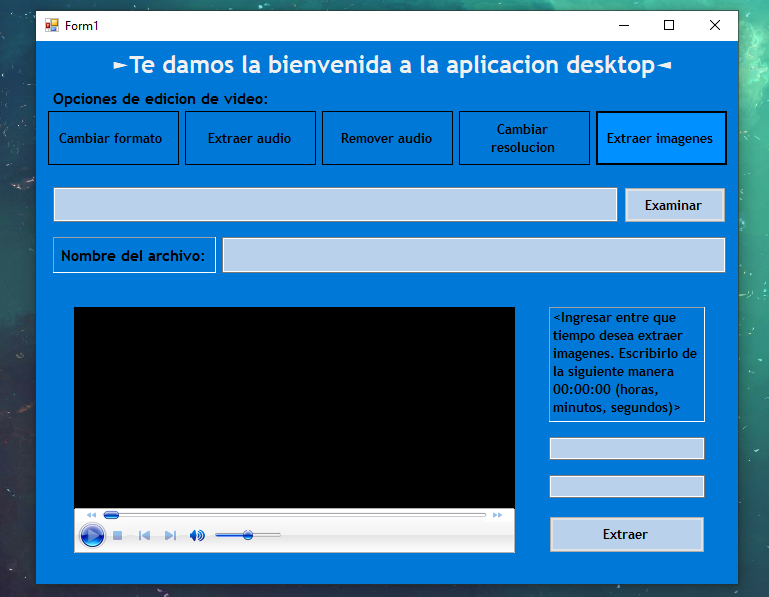 Form1
►Te damos la bienvenida a la aplicacion desktop◄
Opciones de edicion de video:
Cambiar formato
Extraer audio
Remover audio
Cambiar
resolucion
Extraer imagenes
Examinar
Nombre del archivo:
<Ingresar entre que
tiempo desea extraer
imagenes. Escribirlo de
la siguiente manera
00:00:00 (horas,
minutos, segundos)>
Extraer